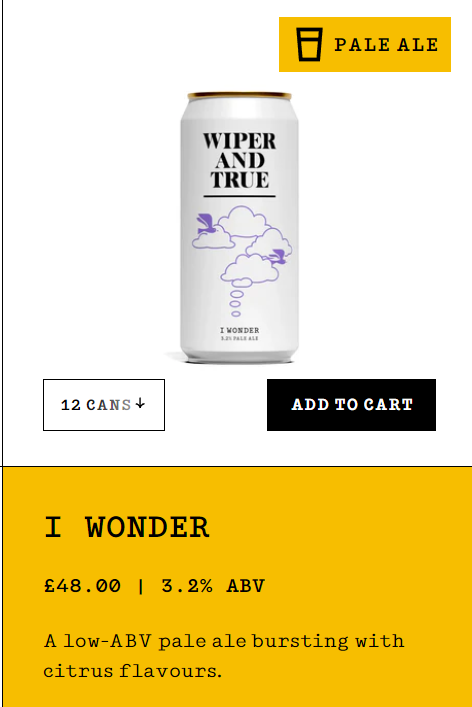 PALE ALE
WIPER
AND
TRUE
I WONDER
3.2% PALE ALE
12 CANS↓
ADD TO CART
I WONDER
£48.00 | 3.2% ABV
A low-ABV pale ale bursting with
citrus flavours.